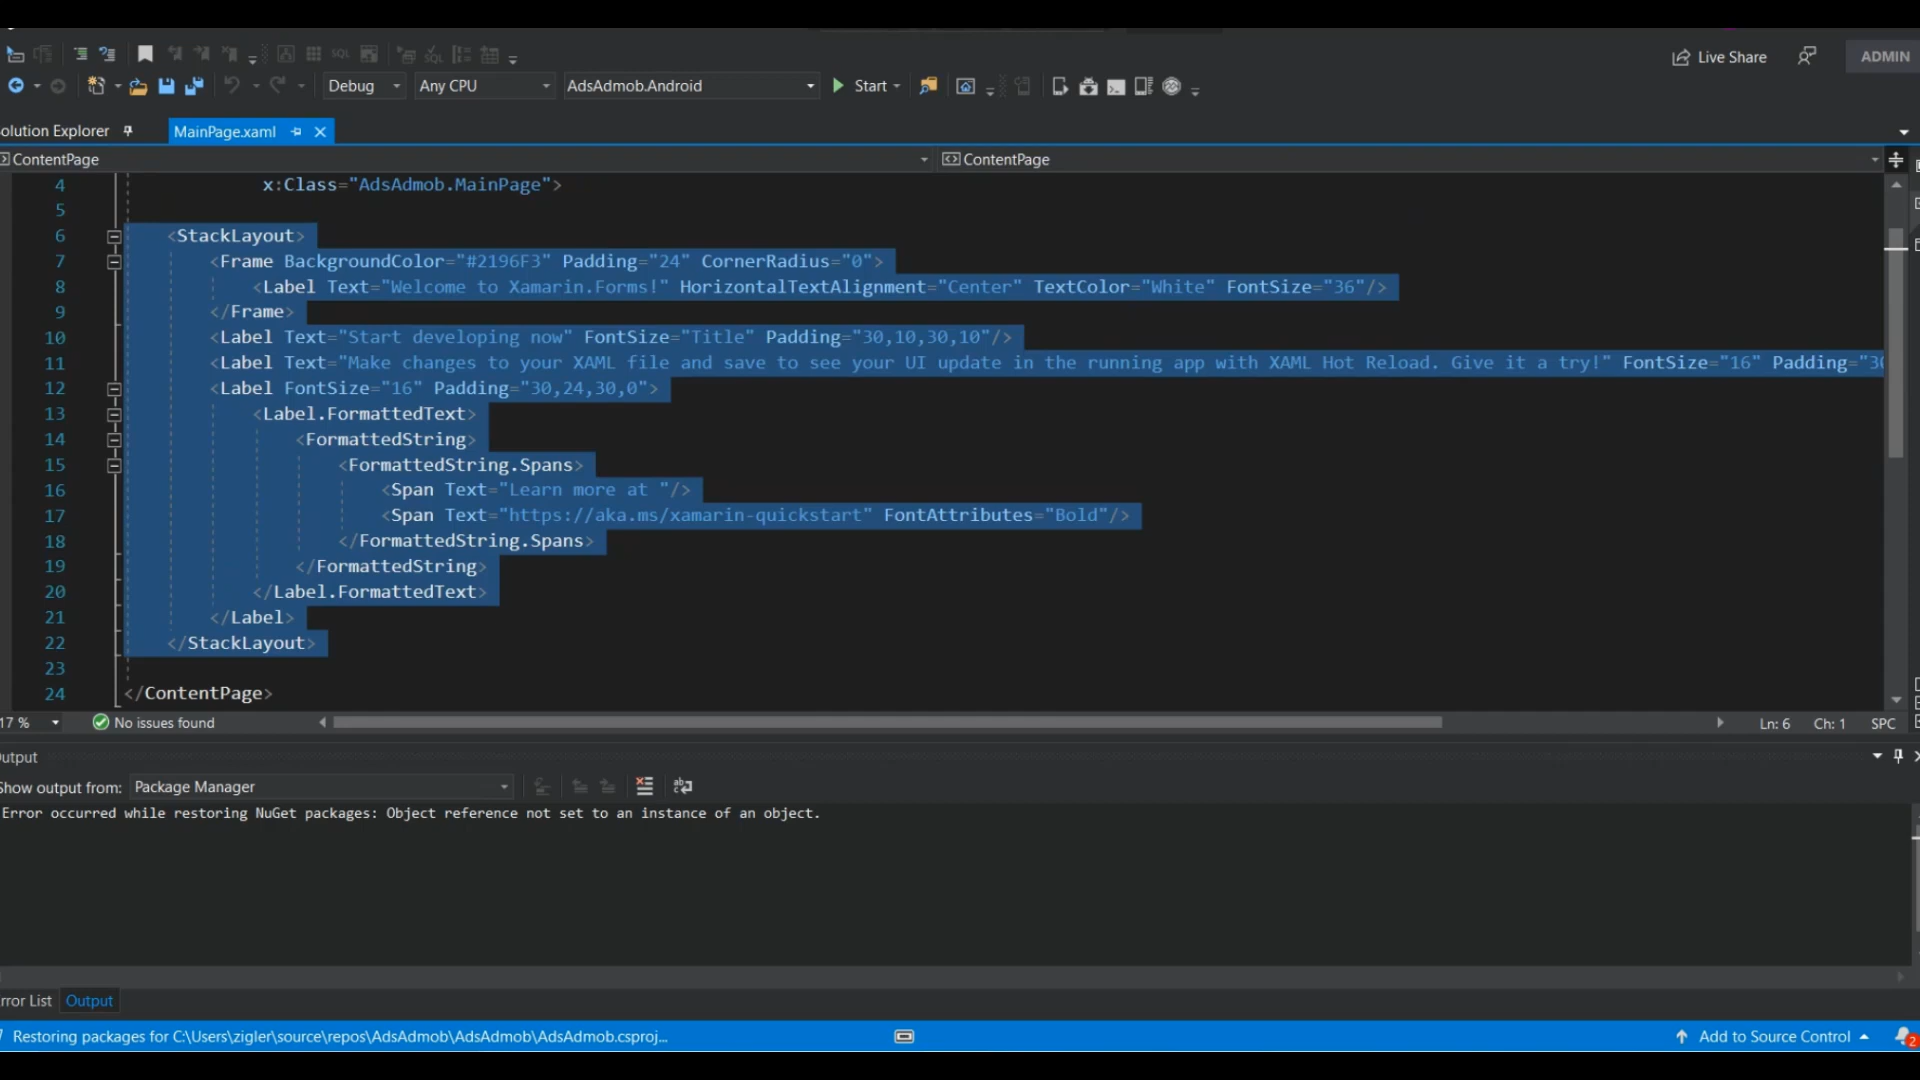 SQL
SQL
Live Share
ADMIN
Debug
Any CPU
AdsAdmob.Android
Start
olution Explorer
MainPage.xaml
ContentPage
ContentPage
4 x:Class="AdsAdmob.MainPage">
5
6 <StackLayout>
7 <Frame BackgroundColor="#2196F3" Padding="24" CornerRadius="0">
8 <Label Text="Welcome to Xamarin.Forms!" HorizontalTextAlignment="Center" TextColor="White" FontSize="36"/>
9 </Frame>
10 <Label Text="Start developing now" FontSize="Title" Padding="30,10,30,10"/>
11 <Label Text="Make changes to your XAML file and save to see your UI update in the running app with XAML Hot Reload. Give it a try!" FontSize="16" Padding="30
12 <Label FontSize="16" Padding="30,24,30,0">
13 <Label.FormattedText>
14 <FormattedString>
15 <FormattedString.Spans>
16 <Span Text="Learn more at "/>
17 <Span Text="https://aka.ms/xamarin-quickstart" FontAttributes="Bold"/>
18 </FormattedString.Spans>
19 </FormattedString>
20 </Label.FormattedText>
21 </Label>
22 </StackLayout>
23
24 </ContentPage>
17 %
No issues found
Ln: 6 Ch: 1 SPC
utput
Show output from: Package Manager
Error occurred while restoring NuGet packages: Object reference not set to an instance of an object.
rror List Output
Restoring packages for C:\Users\zigler\source\repos\AdsAdmob\AdsAdmob\AdsAdmob.csproj...
Add to Source Control
2